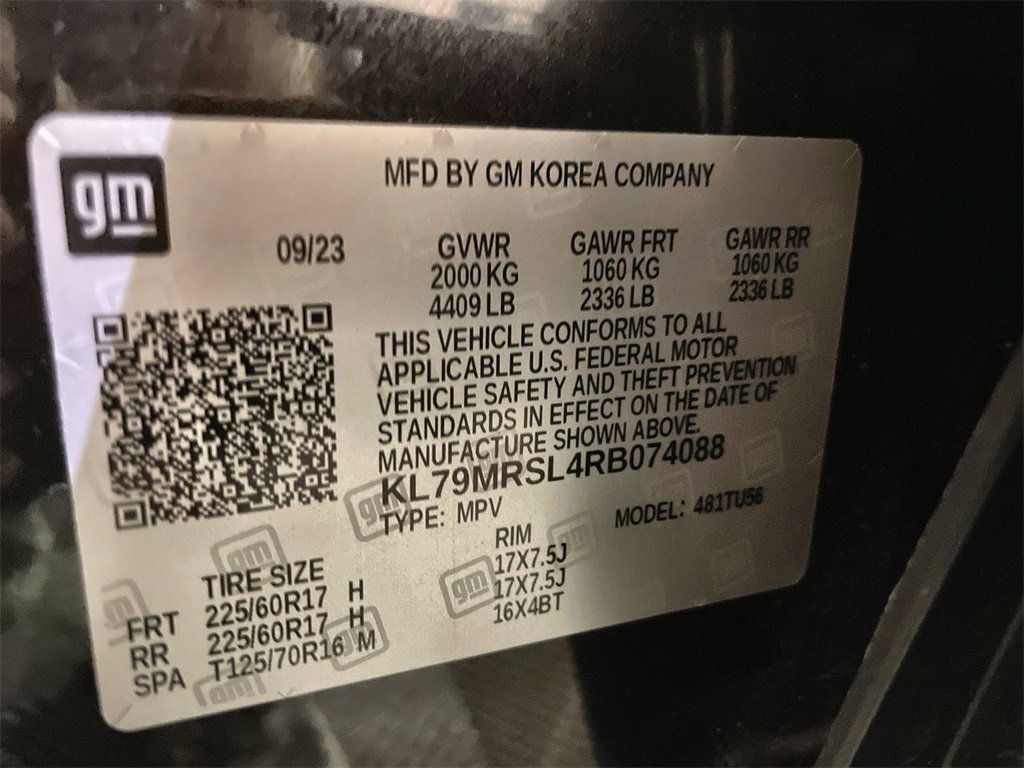 gm
MFD BY GM KOREA COMPANY
09/23 GVWR GAWR FRT GAWR RR
2000 KG 1060 KG 1060 KG
4409 LB 2336 LB 2336 LB
THIS VEHICLE CONFORMS TO ALL
APPLICABLE U.S. FEDERAL MOTOR
VEHICLE SAFETY AND THEFT PREVENTION
STANDARDS IN EFFECT ON THE DATE OF
MANUFACTURE SHOWN ABOVE.
KL79MRSL4RB074088
TYPE: MPV MODEL: 481TU56
TIRE SIZE RIM
FRT 225/60R17 H 17X7.5J
RR 225/60R17 H 17X7.5J
SPA T125/70R16 M 16X4BT